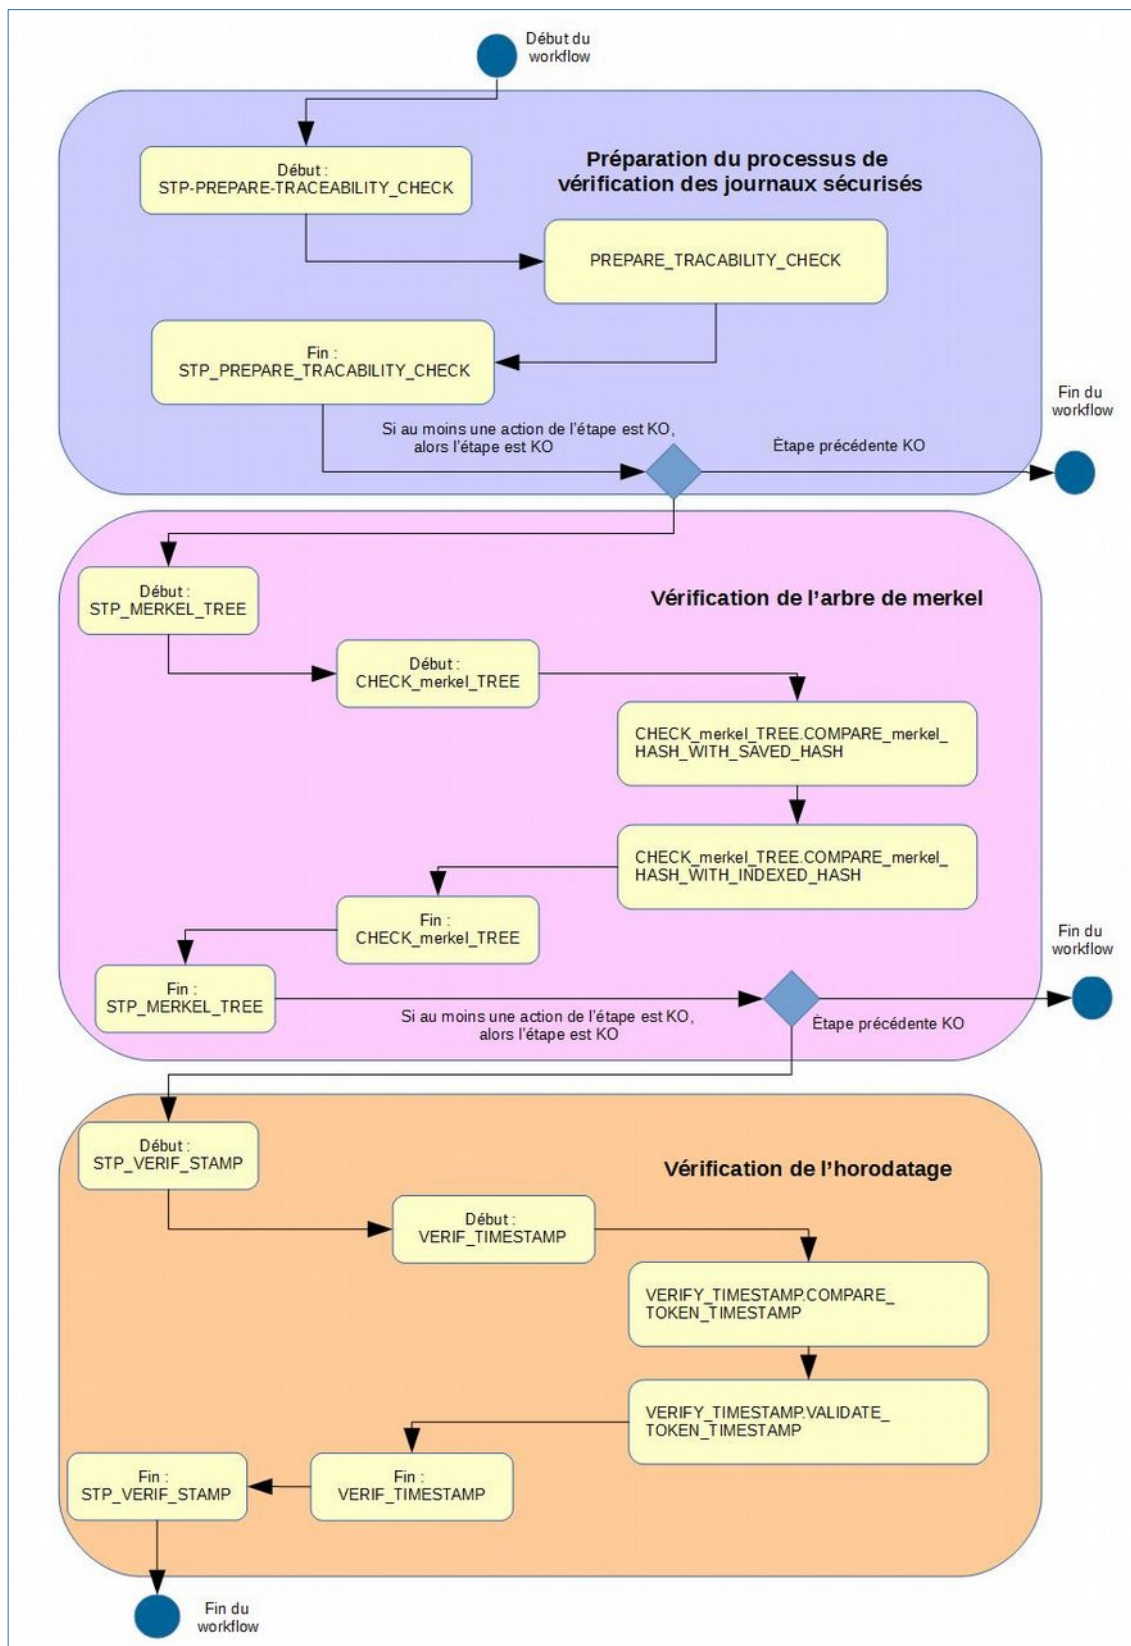 Début du
workflow
Préparation du processus de
vérification des journaux sécurisés
Début :
STP-PREPARE-TRACEABILITY_CHECK
PREPARE_TRACABILITY_CHECK
Fin :
STP_PREPARE_TRACABILITY_CHECK
Fin du
workflow
Si au moins une action de l'étape est KO,
alors l'étape est KO
Étape précédente KO
Début :
STP_MERKEL_TREE
Vérification de l'arbre de merkel
Début :
CHECK_merkel_TREE
CHECK_merkel_TREE.COMPARE_merkel_
HASH_WITH_SAVED_HASH
CHECK_merkel_TREE.COMPARE_merkel_
HASH_WITH_INDEXED_HASH
Fin :
CHECK_merkel_TREE
Fin du
workflow
Fin :
STP_MERKEL_TREE
Si au moins une action de l'étape est KO,
alors l'étape est KO
Étape précédente KO
Début :
STP_VERIF_STAMP
Vérification de l'horodatage
Début :
VERIF_TIMESTAMP
VERIFY_TIMESTAMP.COMPARE_
TOKEN_TIMESTAMP
VERIFY_TIMESTAMP.VALIDATE_
TOKEN_TIMESTAMP
Fin :
STP_VERIF_STAMP
Fin :
VERIF_TIMESTAMP
Fin du
workflow